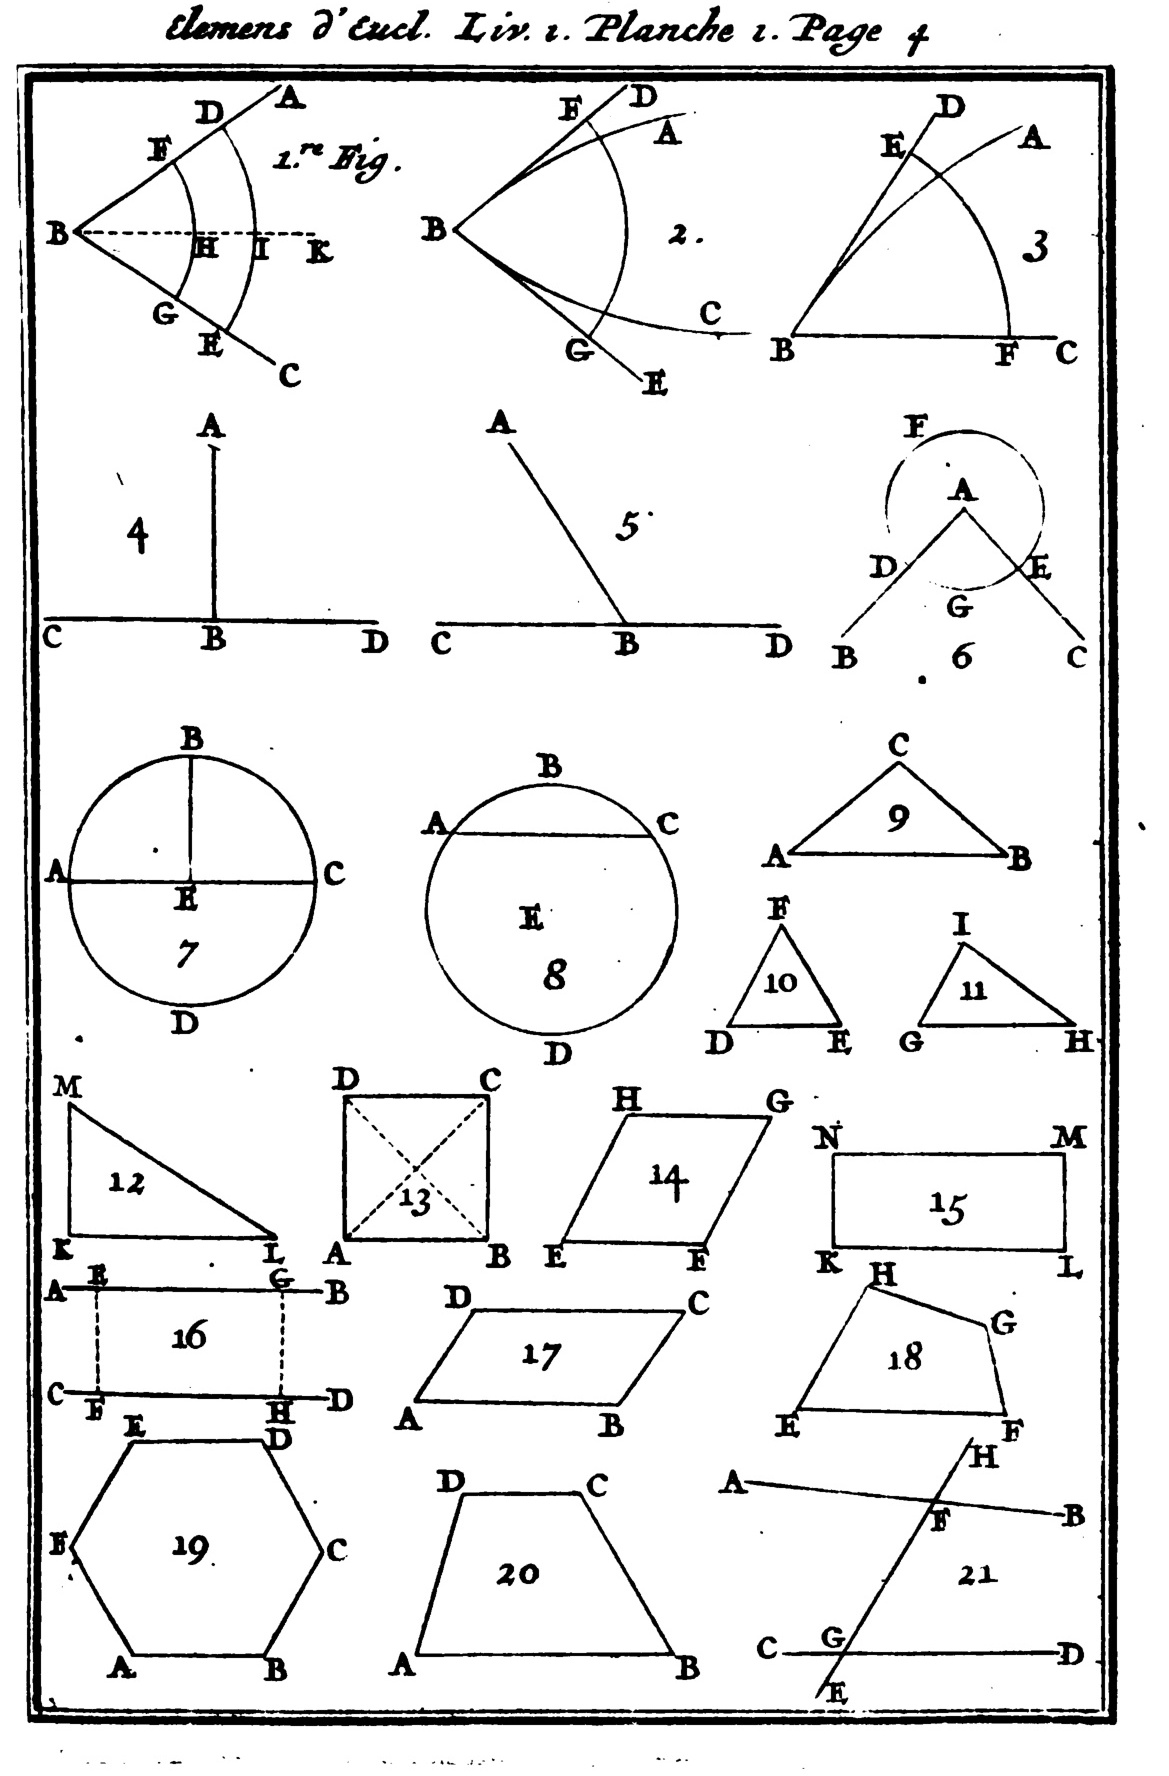 Elemens d'Eucl. Liv. 1. Planche 1. Page 4
A D F B H I K G E C 1.re Fig.
D F A B C G E 2.
D E A B F C 3
A C B D 4
A C B D 5
F A D E G B C 6
B A E C D 7
B A C E D 8
C A B 9
F D E 10
I G H 11
M K L 12
D C A B 13
H G E F 14
N M K L 15
A E G B C F H D 16
D C A B 17
H G E F 18
E D F C A B 19
D C A B 20
H A F B C G D E 21